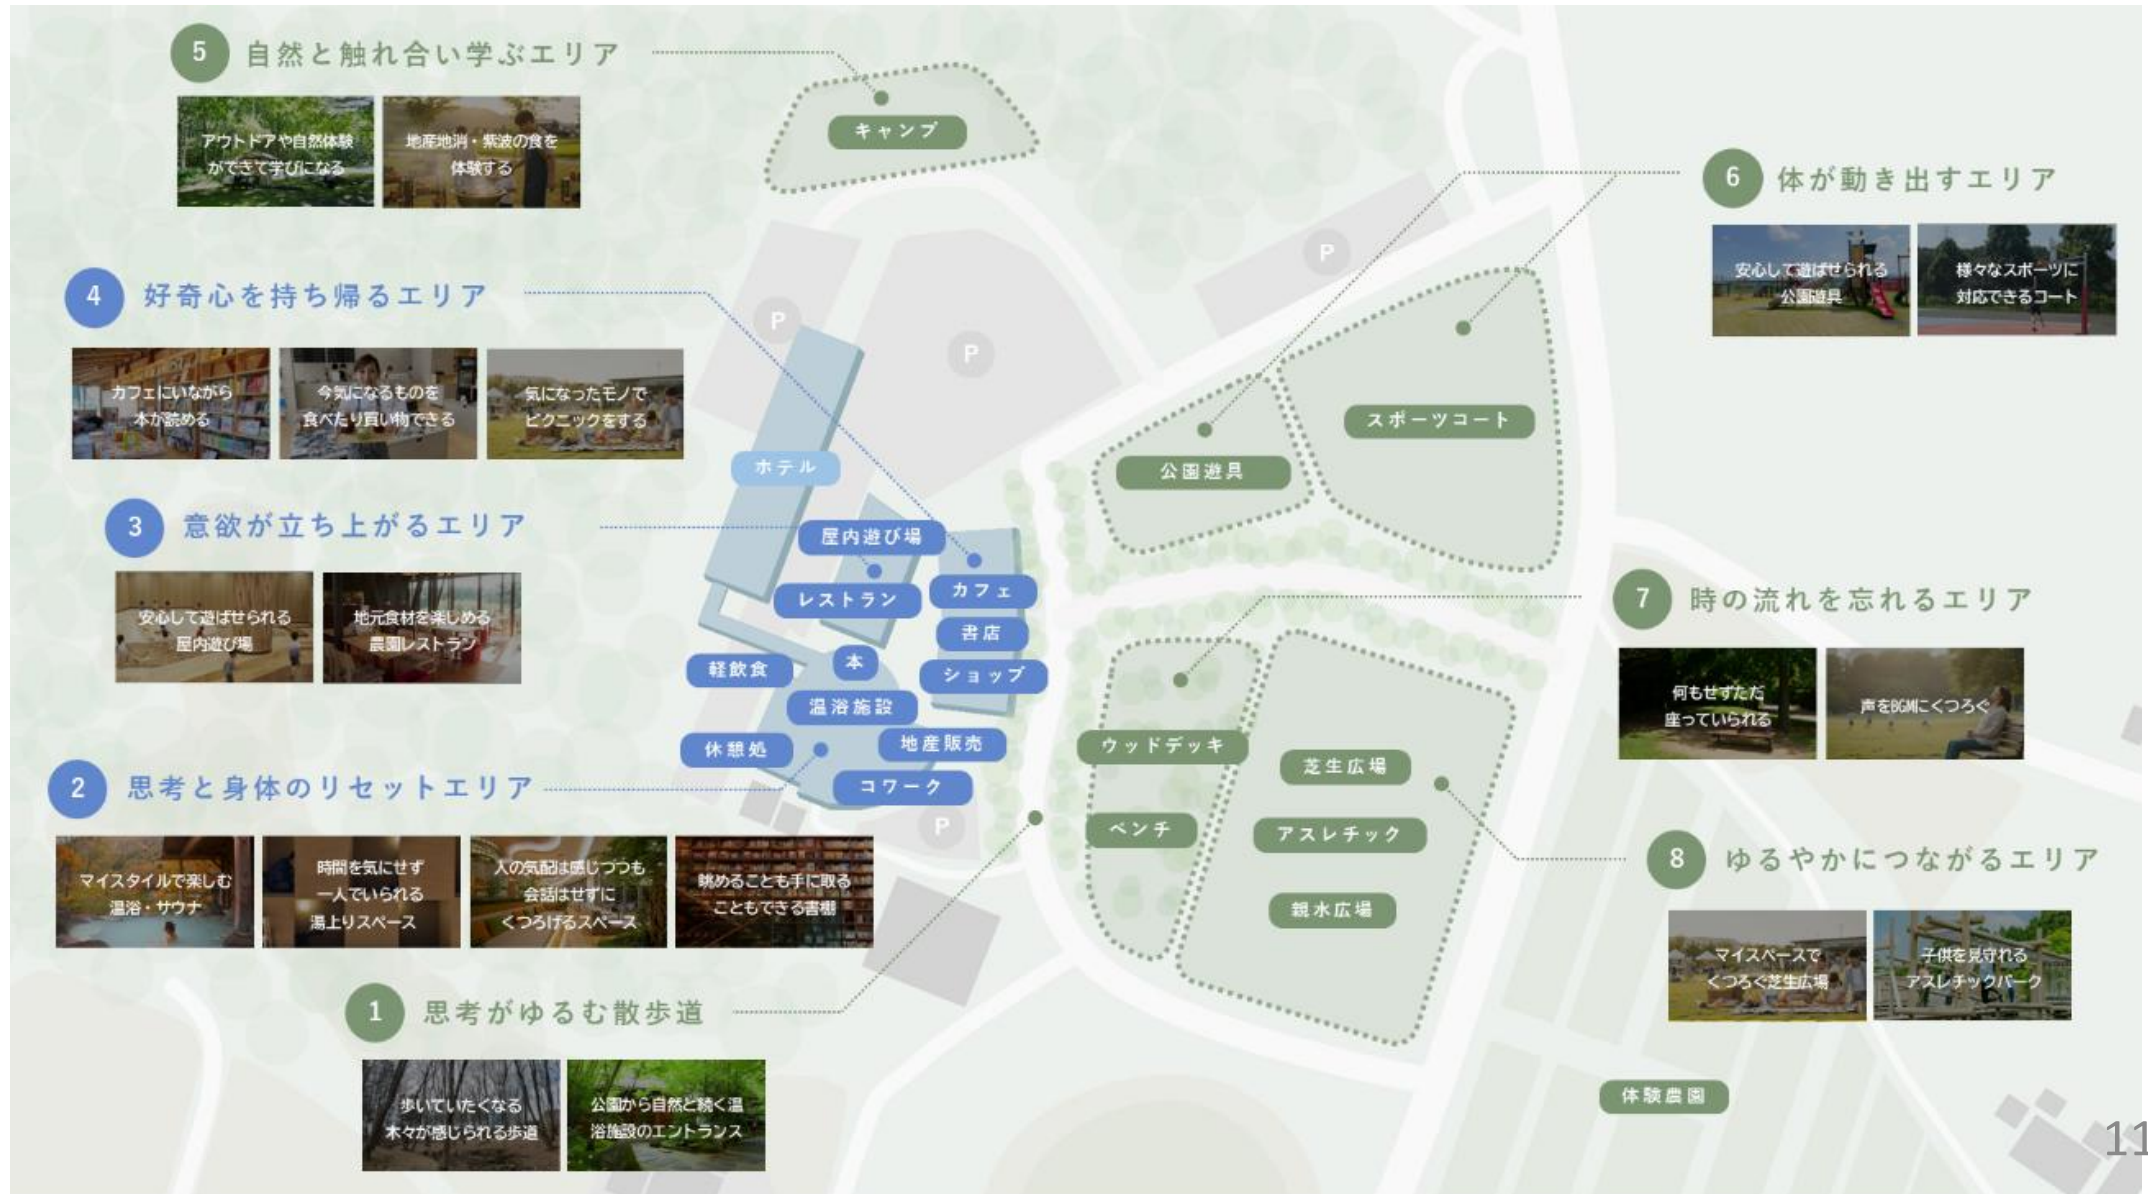 5 自然と触れ合い学ぶエリア
アウトドアや自然体験
ができて学びになる
地産地消・紫波の食を
体験する
キャンプ
6 体が動き出すエリア
安心して遊ばせられる
公園遊具
様々なスポーツに
対応できるコート
P
P
P
4 好奇心を持ち帰るエリア
カフェにいながら
本が読める
今気になるものを
食べたり買い物できる
気になったモノで
ピクニックをする
スポーツコート
公園遊具
ホテル
3 意欲が立ち上がるエリア
安心して遊ばせられる
屋内遊び場
地元食材を楽しめる
農園レストラン
屋内遊び場
レストラン
カフェ
書店
ショップ
本
軽飲食
温浴施設
休憩処
地産販売
コワーク
P
7 時の流れを忘れるエリア
何もせずただ
座っていられる
声をBGMにくつろぐ
ウッドデッキ
ベンチ
芝生広場
アスレチック
親水広場
2 思考と身体のリセットエリア
マイスタイルで楽しむ
温浴・サウナ
時間を気にせず
一人でいられる
湯上りスペース
人の気配は感じつつも
会話はせずに
くつろげるスペース
眺めることも手に取る
こともできる書棚
8 ゆるやかにつながるエリア
マイスペースで
くつろぐ芝生広場
子供を見守れる
アスレチックパーク
1 思考がゆるむ散歩道
歩いていたくなる
木々が感じられる歩道
公園から自然と続く温
浴施設のエントランス
体験農園
11